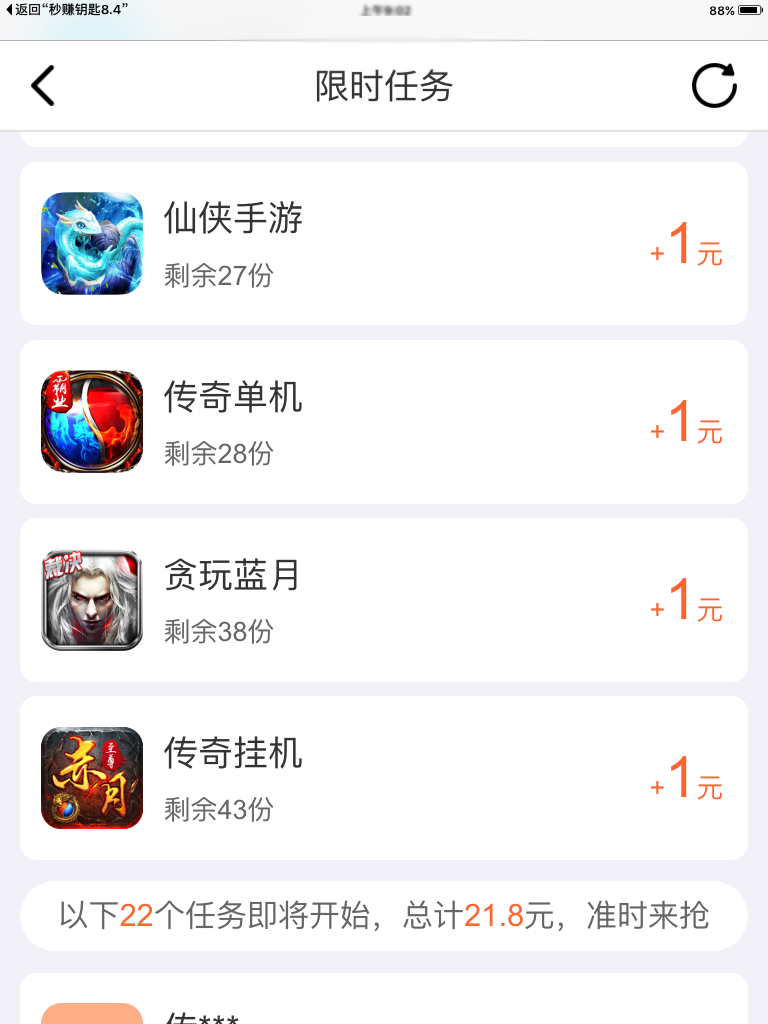 返回“秒赚钥匙8.4”
上午9:02
88%
限时任务
仙侠手游
剩余27份
+1元
霸业
传奇单机
剩余28份
+1元
裁决
贪玩蓝月
剩余38份
+1元
至尊
赤月
传奇挂机
剩余43份
+1元
以下22个任务即将开始，总计21.8元，准时来抢
传***